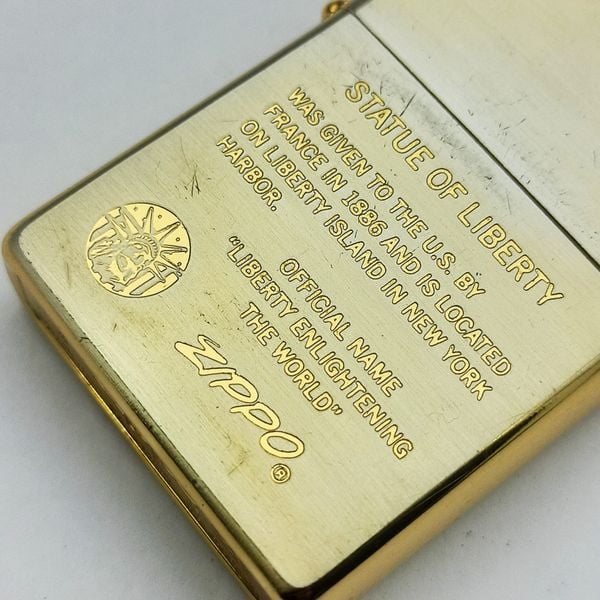 STATUE OF LIBERTY
WAS GIVEN TO THE U.S. BY
FRANCE IN 1886 AND IS LOCATED
ON LIBERTY ISLAND IN NEW YORK
HARBOR.
OFFICIAL NAME
"LIBERTY ENLIGHTENING
THE WORLD"
Zippo®